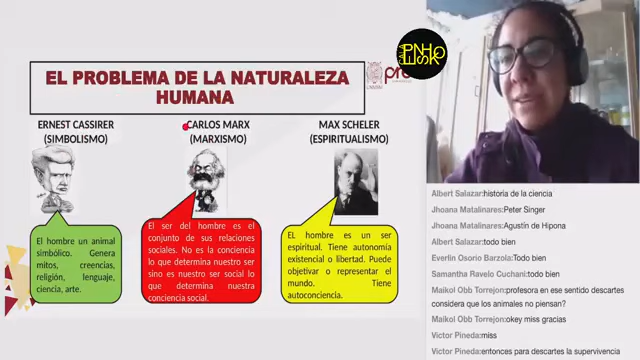 EL PROBLEMA DE LA NATURALEZA
HUMANA
ERNEST CASSIRER
(SIMBOLISMO)
CARLOS MARX
(MARXISMO)
MAX SCHELER
(ESPIRITUALISMO)
El hombre un animal
simbólico. Genera
mitos, creencias,
religión, lenguaje,
ciencia, arte.
El ser del hombre es el
conjunto de sus relaciones
sociales. No es la conciencia
lo que determina nuestro ser
sino es nuestro ser social lo
que determina nuestra
conciencia social.
EL hombre es un ser
espiritual. Tiene autonomía
existencial o libertad. Puede
objetivar o representar el
mundo. Tiene
autoconciencia.
Albert Salazar:historia de la ciencia
Jhoana Matalinares:Peter Singer
Jhoana Matalinares:Agustín de Hipona
Albert Salazar:todo bien
Everlin Osorio Barzola:Todo bien
Samantha Ravelo Cuchani:todo bien
Maikol Obb Torrejon:profesora en ese sentido descartes
considera que los animales no piensan?
Maikol Obb Torrejon:okey miss gracias
Victor Pineda:miss
Victor Pineda:entonces para descartes la supervivencia